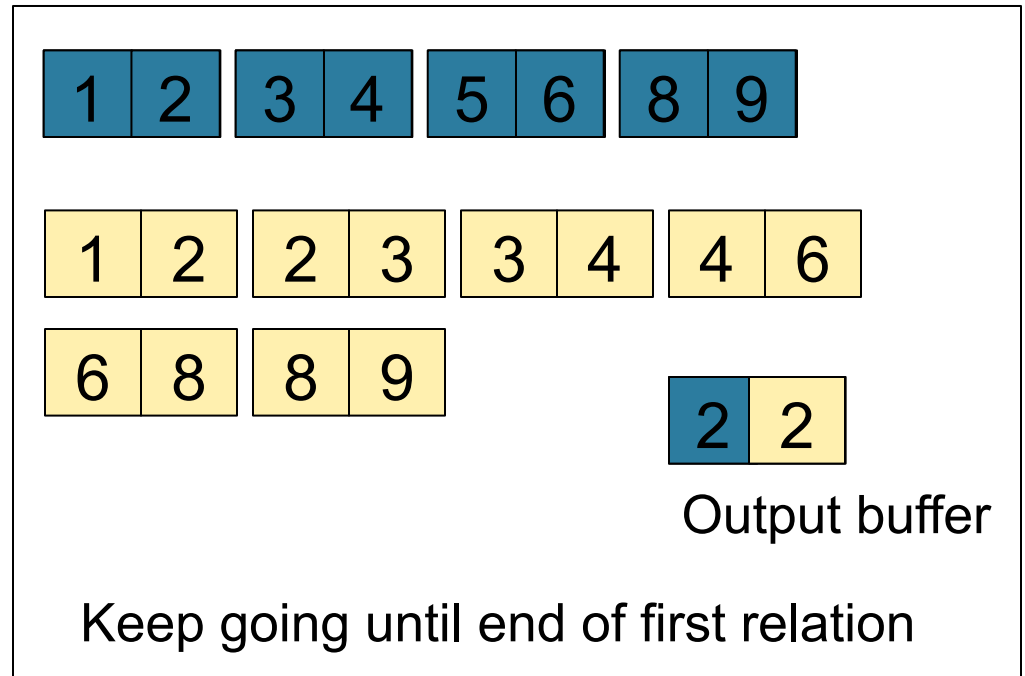 1 2 3 4 5 6 8 9
1 2 2 3 3 4 4 6
6 8 8 9
2 2
Output buffer
Keep going until end of first relation